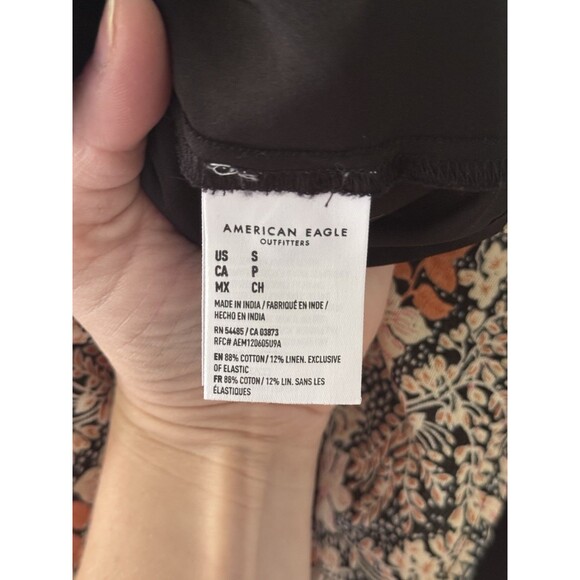 AMERICAN EAGLE
OUTFITTERS
US S
CA P
MX CH
MADE IN INDIA / FABRIQUÉ EN INDE /
HECHO EN INDIA
RN 54485 / CA 03873
RFC# AEM120605U9A
EN 88% COTTON / 12% LINEN. EXCLUSIVE
OF ELASTIC
FR 88% COTON / 12% LIN. SANS LES
ÉLASTIQUES